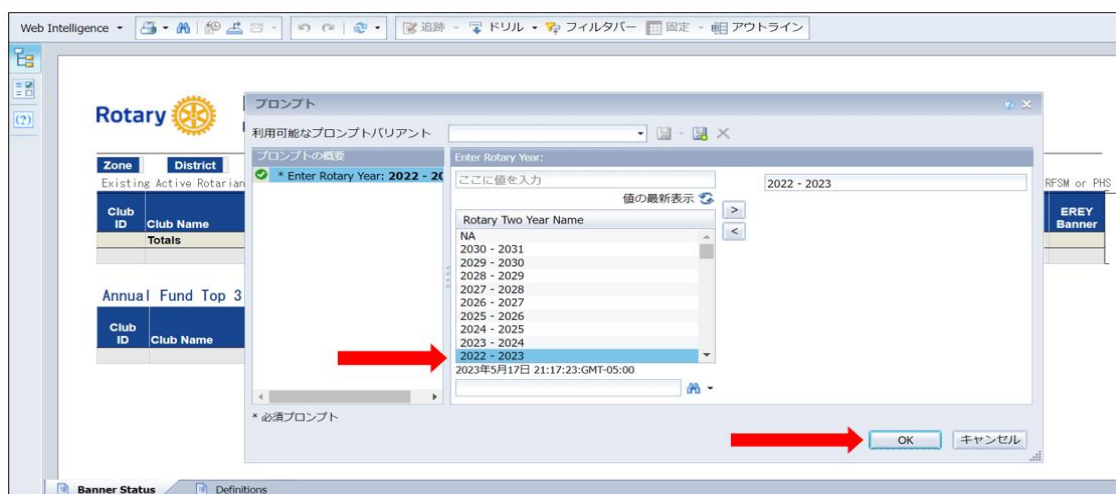 Web Intelligence
追跡 ドリル フィルタバー 固定 アウトライン
Rotary
プロンプト
利用可能なプロンプトバリアント
プロンプトの概要
* Enter Rotary Year: 2022 - 20
Enter Rotary Year:
ここに値を入力
値の最新表示
2022 - 2023
>
<
Rotary Two Year Name
NA
2030 - 2031
2029 - 2030
2028 - 2029
2027 - 2028
2026 - 2027
2025 - 2026
2024 - 2025
2023 - 2024
2022 - 2023
2023年5月17日 21:17:23:GMT-05:00
* 必須プロンプト
OK キャンセル
Zone District
Existing Active Rotarian
RFSM or PHS
Club ID Club Name
EREY Banner
Totals
Annual Fund Top 3
Club ID Club Name
Banner Status Definitions